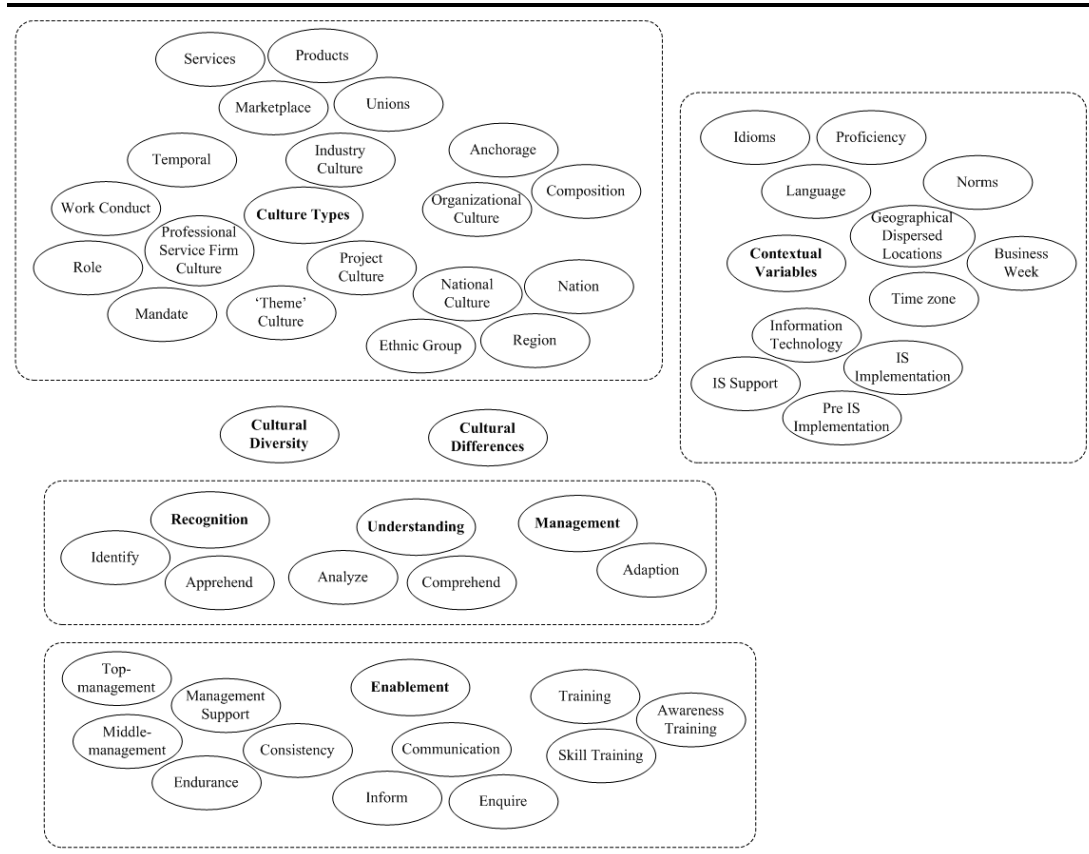 Services
Products
Marketplace
Unions
Temporal
Industry
Culture
Anchorage
Composition
Work Conduct
Culture Types
Organizational
Culture
Professional
Service Firm
Culture
Role
Project
Culture
National
Culture
Nation
Mandate
‘Theme’
Culture
Ethnic Group
Region
Idioms
Proficiency
Language
Norms
Geographical
Dispersed
Locations
Contextual
Variables
Business
Week
Time zone
Information
Technology
IS
Implementation
IS Support
Pre IS
Implementation
Cultural
Diversity
Cultural
Differences
Recognition
Understanding
Management
Identify
Apprehend
Analyze
Comprehend
Adaption
Top-
management
Management
Support
Enablement
Training
Awareness
Training
Middle-
management
Consistency
Communication
Skill Training
Endurance
Inform
Enquire